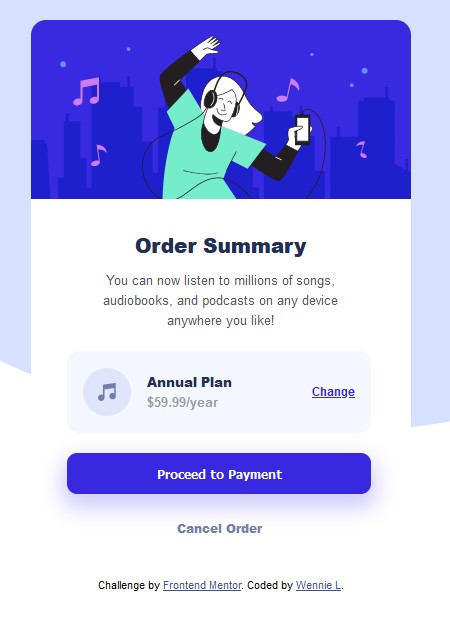 Order Summary
You can now listen to millions of songs,
audiobooks, and podcasts on any device
anywhere you like!
Annual Plan
$59.99/year
Change
Proceed to Payment
Cancel Order
Challenge by Frontend Mentor. Coded by Wennie L.